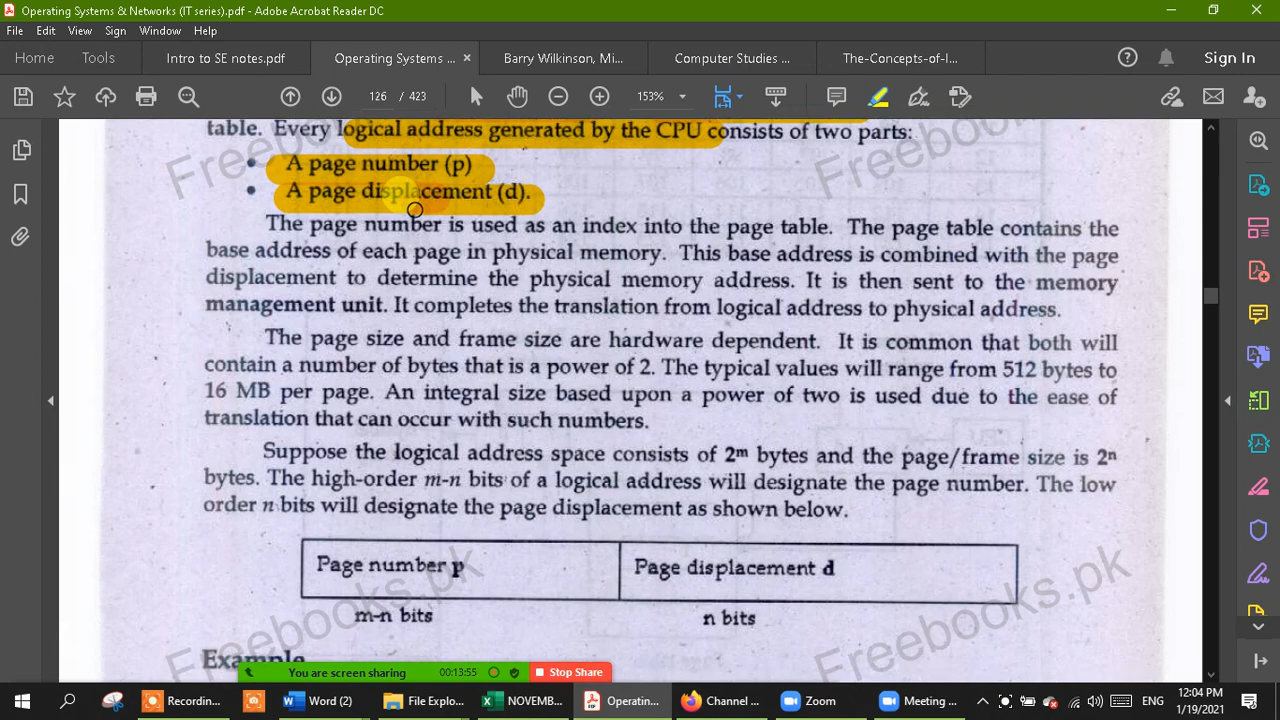 Operating Systems & Networks (IT series).pdf - Adobe Acrobat Reader DC
File Edit View Sign Window Help
Home Tools Intro to SE notes.pdf Operating Systems ... × Barry Wilkinson, Mi... Computer Studies ... The-Concepts-of-I... Sign In
126 / 423 153%
table. Every logical address generated by the CPU consists of two parts:
• A page number (p)
• A page displacement (d).
The page number is used as an index into the page table. The page table contains the
base address of each page in physical memory. This base address is combined with the page
displacement to determine the physical memory address. It is then sent to the memory
management unit. It completes the translation from logical address to physical address.
The page size and frame size are hardware dependent. It is common that both will
contain a number of bytes that is a power of 2. The typical values will range from 512 bytes to
16 MB per page. An integral size based upon a power of two is used due to the ease of
translation that can occur with such numbers.
Suppose the logical address space consists of 2ᵐ bytes and the page/frame size is 2ⁿ
bytes. The high-order m-n bits of a logical address will designate the page number. The low
order n bits will designate the page displacement as shown below.
Page number p Page displacement d
m-n bits n bits
Example
Freebooks.pk Freebooks.pk
You are screen sharing 00:13:55 Stop Share
Recordin... Word (2) File Explo... NOVEMB... Operatin... Channel ... Zoom Meeting ... ENG 12:04 PM
1/19/2021